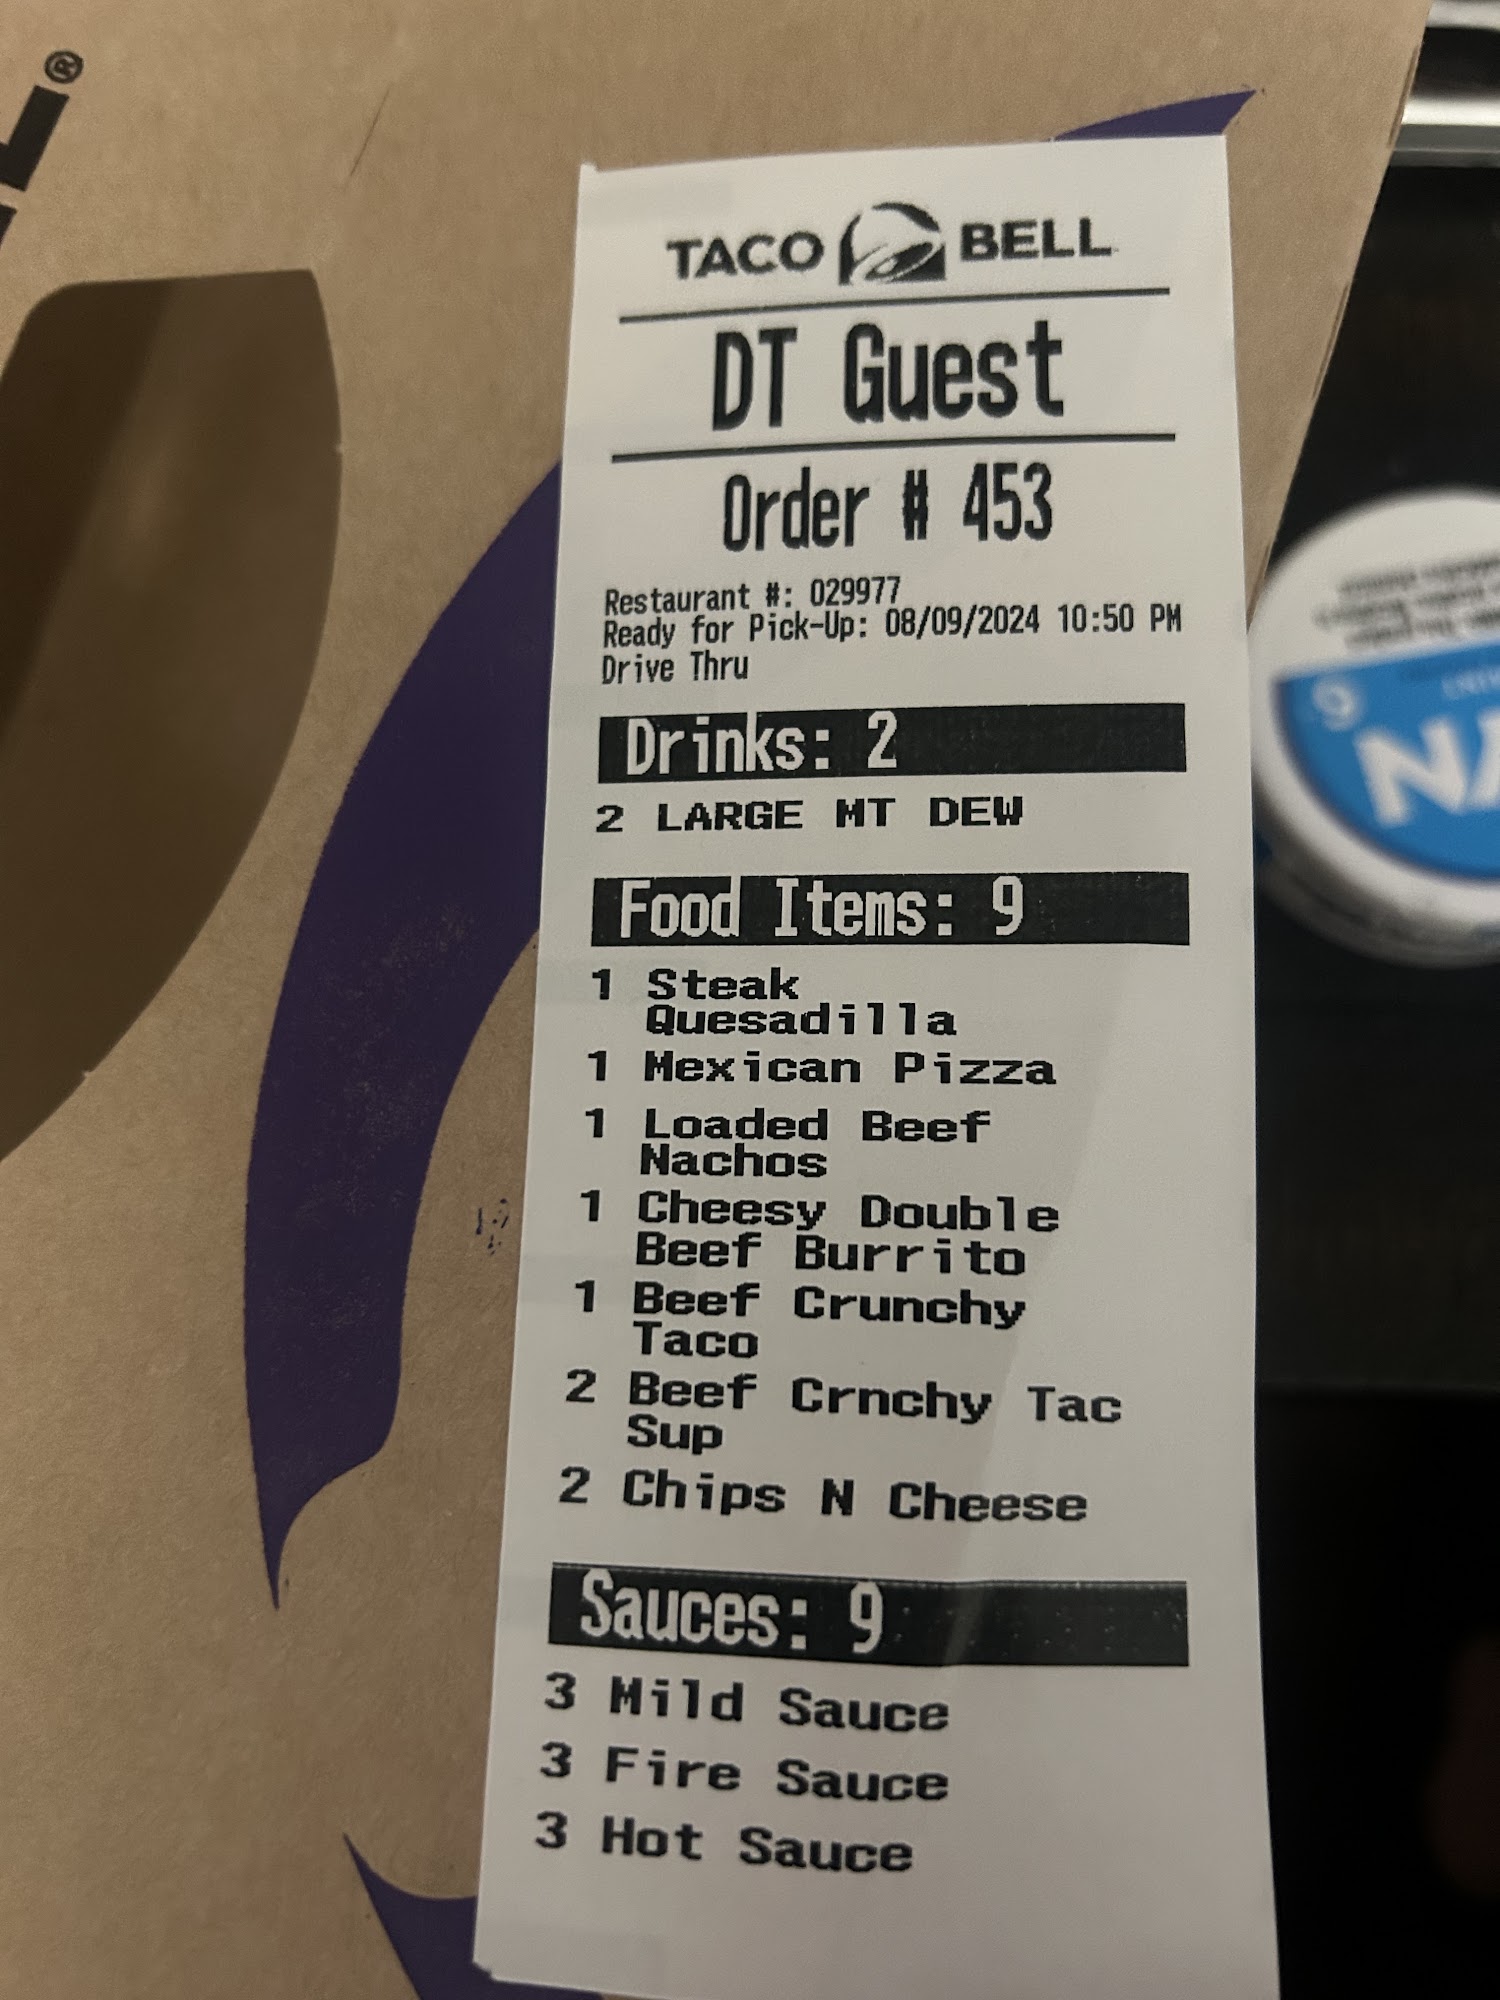 L®
TACO BELL
DT Guest
Order # 453
Restaurant #: 029977
Ready for Pick-Up: 08/09/2024 10:50 PM
Drive Thru
Drinks: 2
2 LARGE MT DEW
Food Items: 9
1 Steak
Quesadilla
1 Mexican Pizza
1 Loaded Beef
Nachos
1 Cheesy Double
Beef Burrito
1 Beef Crunchy
Taco
2 Beef Crnchy Tac
Sup
2 Chips N Cheese
Sauces: 9
3 Mild Sauce
3 Fire Sauce
3 Hot Sauce
9